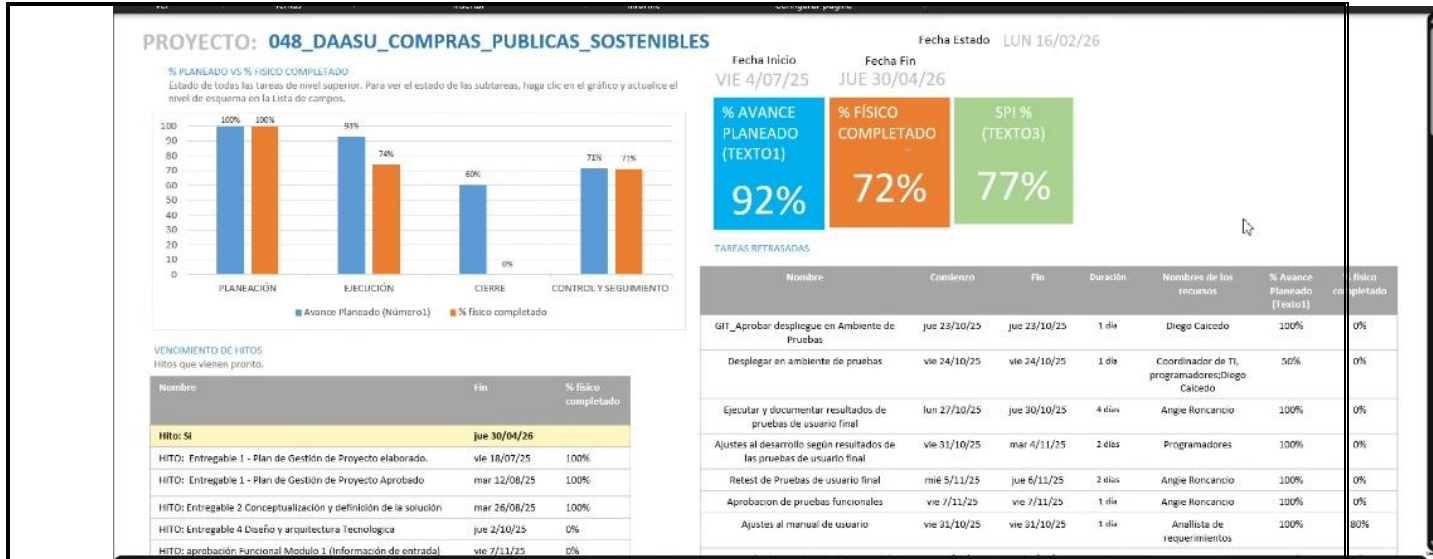 PROYECTO: 048_DAASU_COMPRAS_PUBLICAS_SOSTENIBLES
Fecha Estado LUN 16/02/26
% PLANEADO VS % FISICO COMPLETADO
Estado de todas las tareas de nivel superior. Para ver el estado de las subtareas, haga clic en el gráfico y actualice el
nivel de esquema en la Lista de campos.
100% 100% 93% 74% 60% 0% 71% 71%
100
90
80
70
60
50
40
30
20
10
0
PLANEACIÓN EJECUCIÓN CIERRE CONTROL Y SEGUIMIENTO
Avance Planeado (Número1) % físico completado
Fecha Inicio Fecha Fin
VIE 4/07/25 JUE 30/04/26
% AVANCE
PLANEADO
(TEXTO1)
92%
% FÍSICO
COMPLETADO
72%
SPI %
(TEXTO3)
77%
VENCIMIENTO DE HITOS
Hitos que vienen pronto.
Nombre Fin % físico
completado
Hito: Sí jue 30/04/26
HITO: Entregable 1 - Plan de Gestión de Proyecto elaborado. vie 18/07/25 100%
HITO: Entregable 1 - Plan de Gestión de Proyecto Aprobado mar 12/08/25 100%
HITO: Entregable 2 Conceptualización y definición de la solución mar 26/08/25 100%
HITO: Entregable 4 Diseño y arquitectura Tecnologica jue 2/10/25 0%
HITO: aprobación Funcional Modulo 1 (Información de entrada) vie 7/11/25 0%
TAREAS RETRASADAS
Nombre Comienzo Fin Duración Nombres de los
recursos % Avance
Planeado
(Texto1) % físico
completado
GIT_Aprobar despliegue en Ambiente de
Pruebas jue 23/10/25 jue 23/10/25 1 día Diego Caicedo 100% 0%
Desplegar en ambiente de pruebas vie 24/10/25 vie 24/10/25 1 día Coordinador de TI,
programadores;Diego
Caicedo 50% 0%
Ejecutar y documentar resultados de
pruebas de usuario final lun 27/10/25 jue 30/10/25 4 días Angie Roncancio 100% 0%
Ajustes al desarrollo según resultados de
las pruebas de usuario final vie 31/10/25 mar 4/11/25 2 días Programadores 100% 0%
Retest de Pruebas de usuario final mié 5/11/25 jue 6/11/25 2 días Angie Roncancio 100% 0%
Aprobacion de pruebas funcionales vie 7/11/25 vie 7/11/25 1 día Angie Roncancio 100% 0%
Ajustes al manual de usuario vie 31/10/25 vie 31/10/25 1 día Anallista de
requerimientos 100% 80%